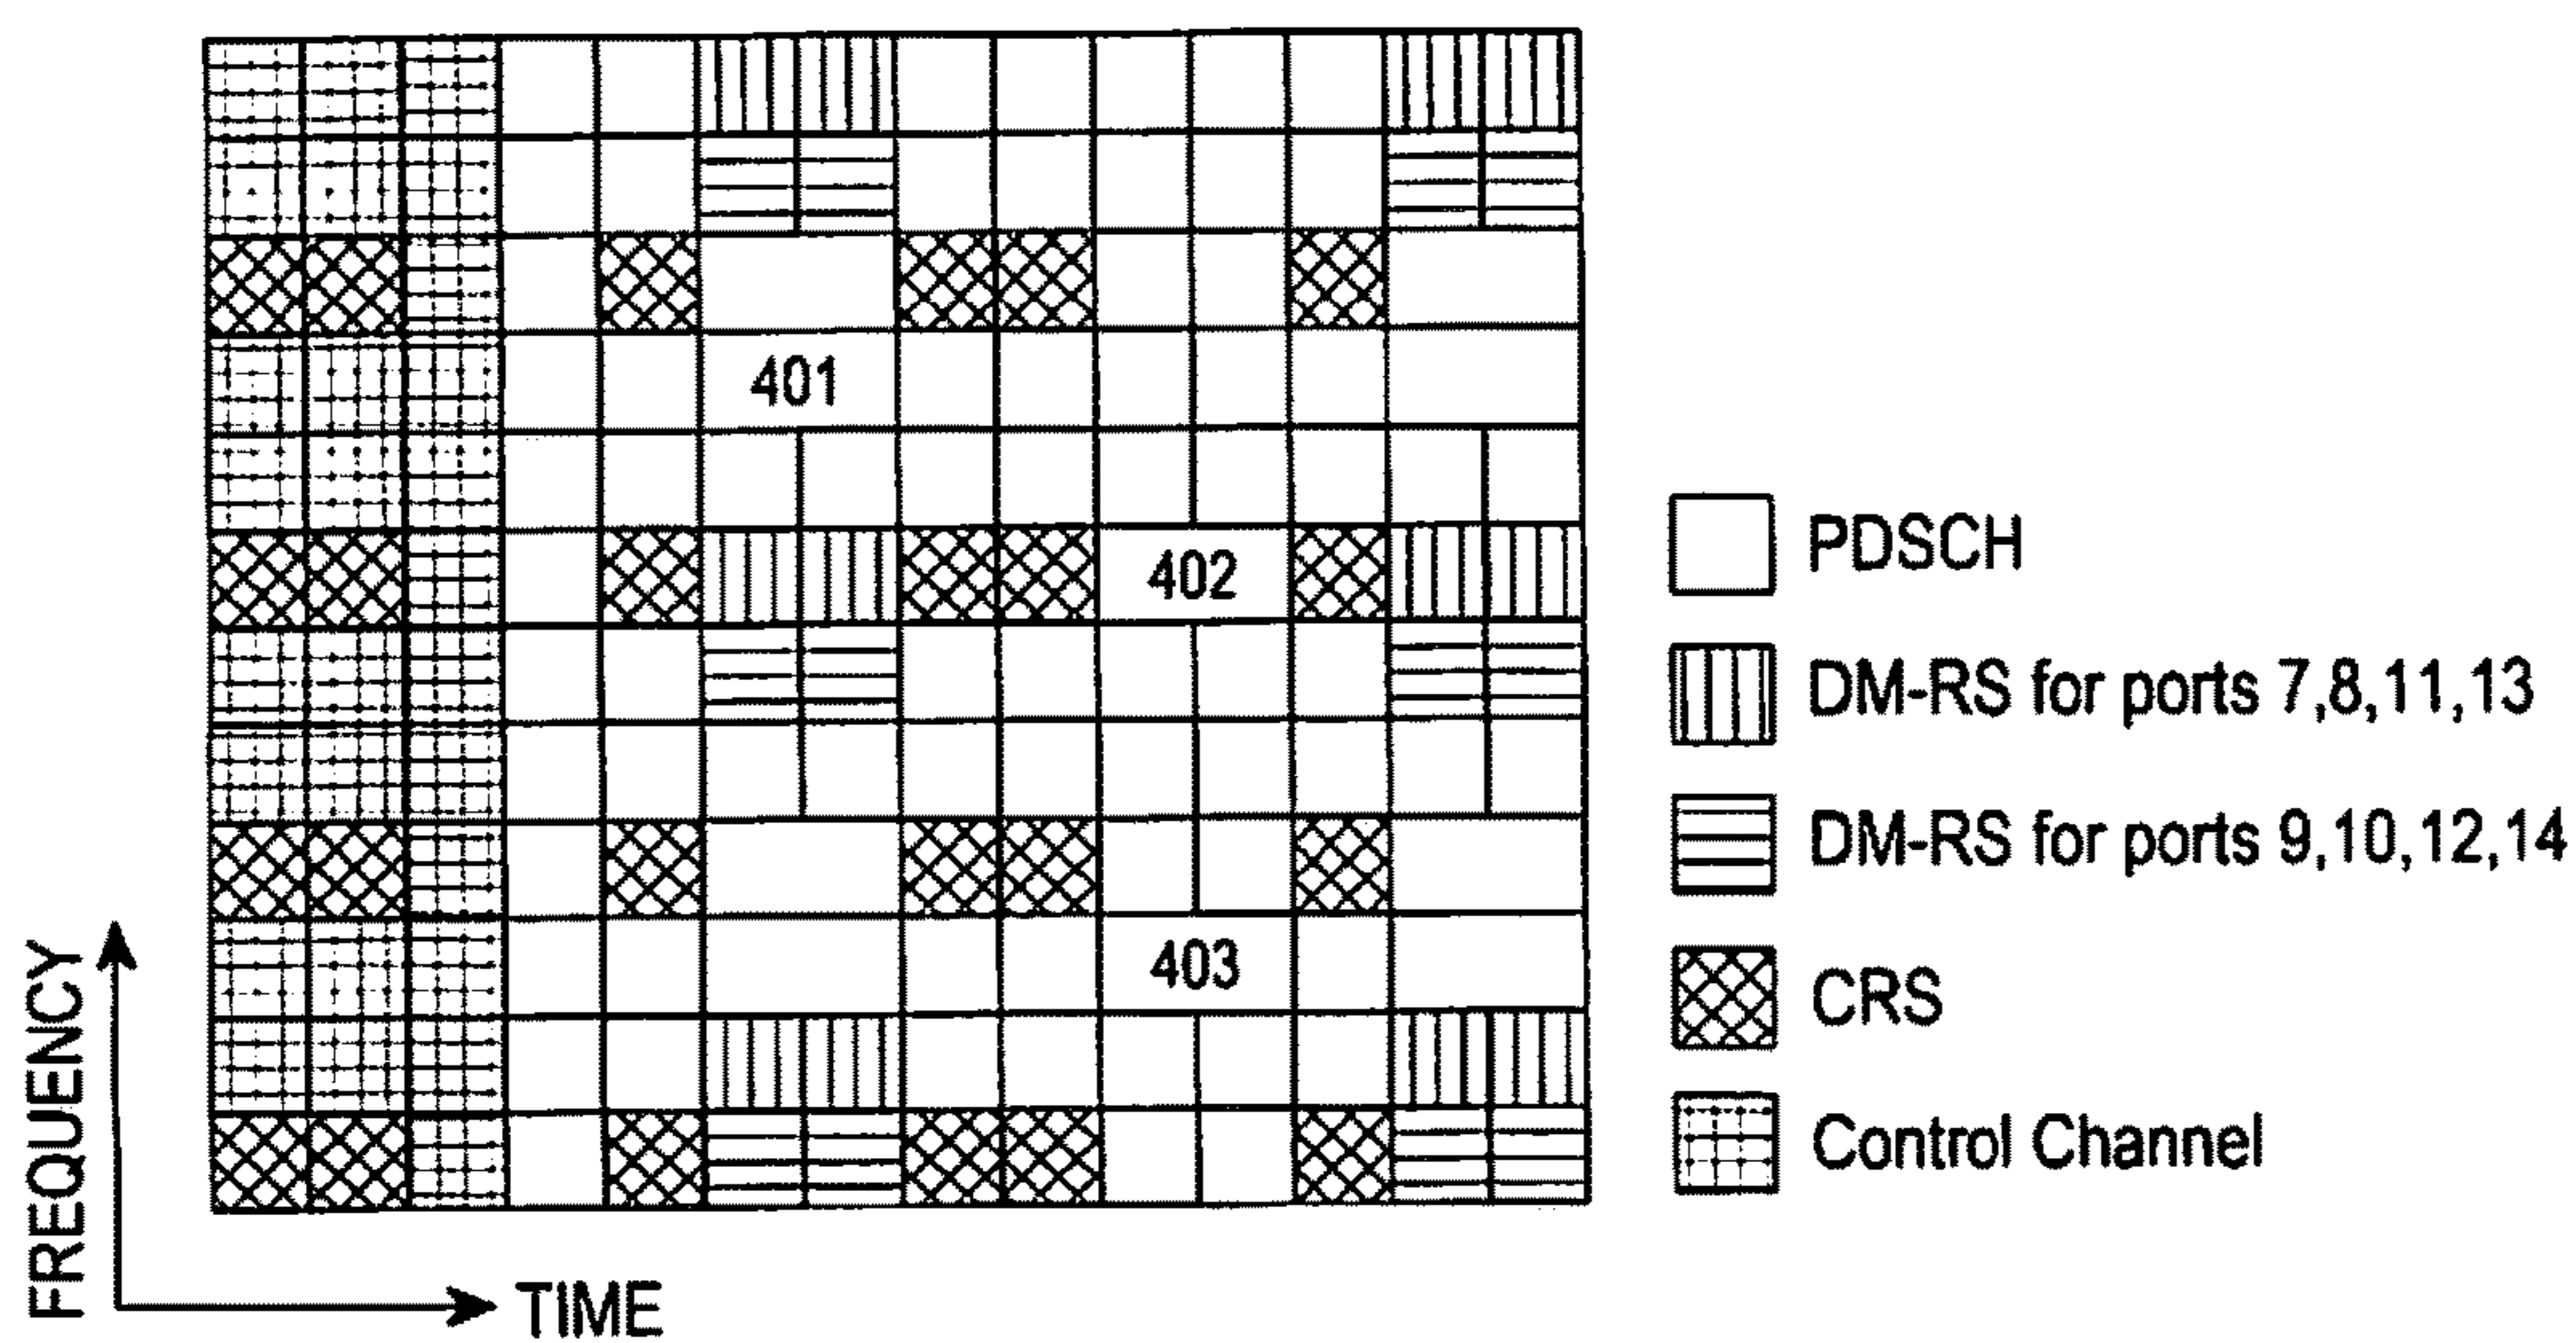 401
402
403
PDSCH
DM-RS for ports 7,8,11,13
DM-RS for ports 9,10,12,14
CRS
Control Channel
FREQUENCY
TIME